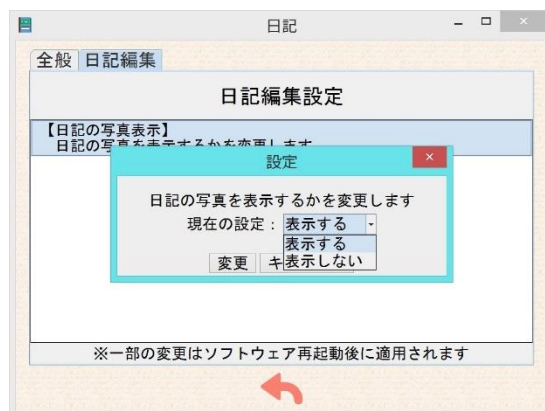 日記
全般 日記編集
日記編集設定
【日記の写真表示】
日記の写真を表示するかを変更します
設定
日記の写真を表示するかを変更します
現在の設定：表示する
表示する
表示しない
変更 キ
※一部の変更はソフトウェア再起動後に適用されます